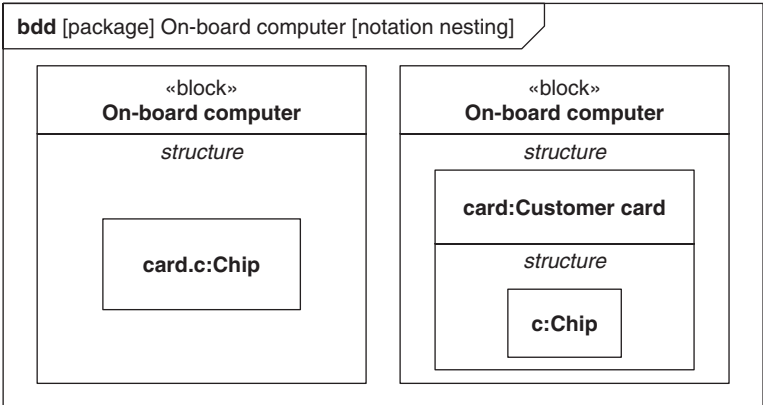 bdd [package] On-board computer [notation nesting]
«block»
On-board computer
structure
card.c:Chip
«block»
On-board computer
structure
card:Customer card
structure
c:Chip